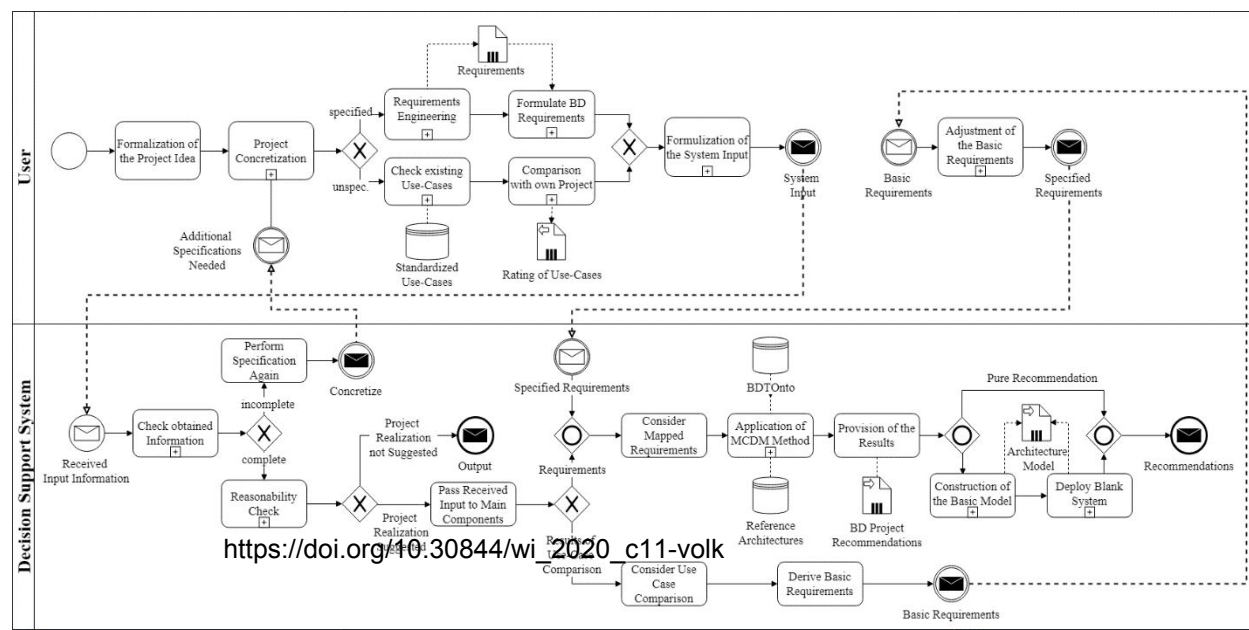 User
Formalization of
the Project Idea
Project
Concretization
specified
unspec.
Requirements
Engineering
Requirements
Formulate BD
Requirements
Check existing
Use-Cases
Comparison
with own Project
Standardized
Use-Cases
Rating of Use-Cases
Formulization of
the System Input
System
Input
Basic
Requirements
Adjustment of
the Basic
Requirements
Specified
Requirements
Additional
Specifications
Needed
Decision Support System
Received
Input Information
Check obtained
Information
incomplete
complete
Perform
Specification
Again
Concretize
Reasonability
Check
Project
Realization
not Suggested
Output
Project
Realization
Suggested
Pass Received
Input to Main
Components
Specified Requirements
Requirements
Results of
Use-Case
Comparison
Consider
Mapped
Requirements
BDTOnto
Application of
MCDM Method
Reference
Architectures
Provision of the
Results
BD Project
Recommendations
Pure Recommendation
Architecture
Model
Construction of
the Basic Model
Deploy Blank
System
Recommendations
Consider Use
Case
Comparison
Derive Basic
Requirements
Basic Requirements
https://doi.org/10.30844/wi_2020_c11-volk